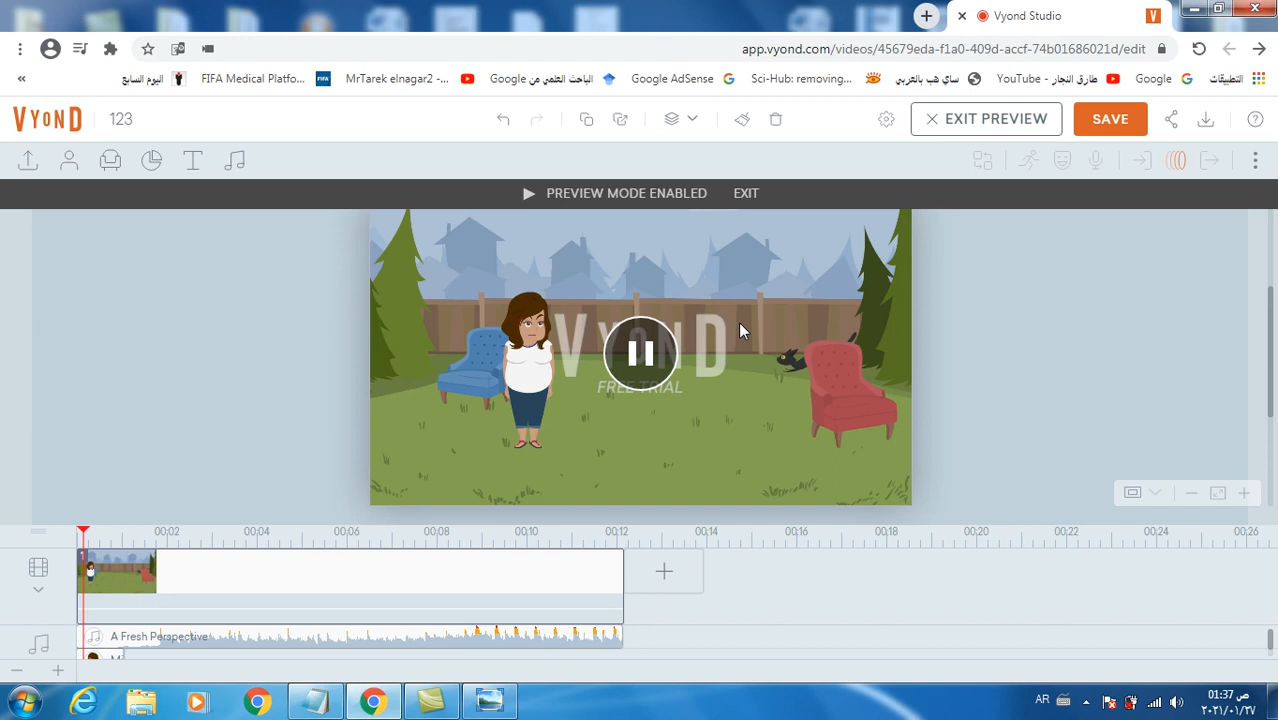 Vyond Studio
app.vyond.com/videos/45679eda-f1a0-409d-accf-74b01686021d/edit
« اليوم السابع FIFA Medical Platfo... MrTarek elnagar2 - ... الباحث العلمي من Google Google AdSense Sci-Hub: removing... ساي هب بالعربي طارق النجار - YouTube Google التطبيقات
VYOND 123 EXIT PREVIEW SAVE
PREVIEW MODE ENABLED EXIT
VYOND
FREE TRIAL
00:02 00:04 00:06 00:08 00:10 00:12 00:14 00:16 00:18 00:20 00:22 00:24 00:26
A Fresh Perspective
AR
01:37 ص
٢٠٢١/٠١/٢٧